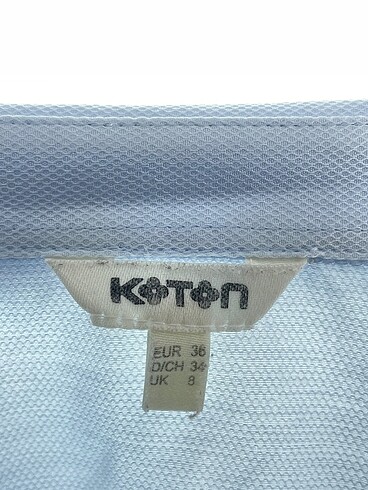 KOTON
EUR 36
D/CH 34
UK 8